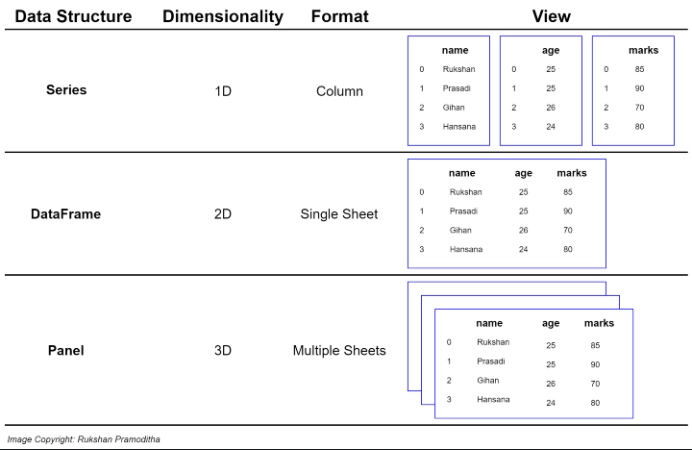 Data Structure Dimensionality Format View
name age marks
0 Rukshan 0 25 0 85
1 Prasadi 1 25 1 90
Series 1D Column
2 Gihan 2 26 2 70
3 Hansana 3 24 3 80
name age marks
0 Rukshan 25 85
1 Prasadi 25 90
DataFrame 2D Single Sheet
2 Gihan 26 70
3 Hansana 24 80
name age marks
0 Rukshan 25 85
Panel 3D Multiple Sheets
1 Prasadi 25 90
2 Gihan 26 70
3 Hansana 24 80
Image Copyright: Rukshan Pramoditha